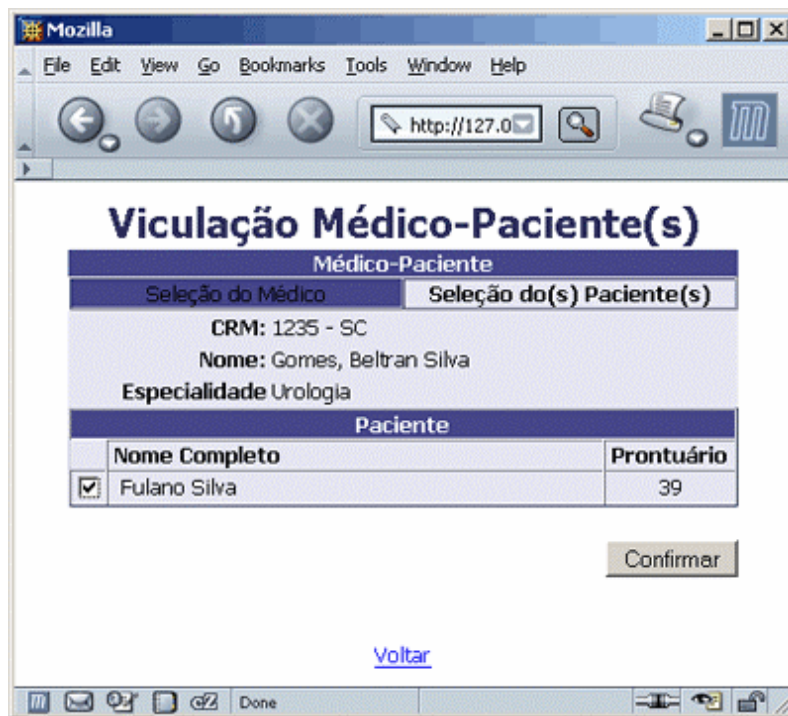 Mozilla
File Edit View Go Bookmarks Tools Window Help
http://127.0
Viculação Médico-Paciente(s)
Médico-Paciente
Seleção do Médico Seleção do(s) Paciente(s)
CRM: 1235 - SC
Nome: Gomes, Beltran Silva
Especialidade Urologia
Paciente
Nome Completo Prontuário
Fulano Silva 39
Confirmar
Voltar
Done